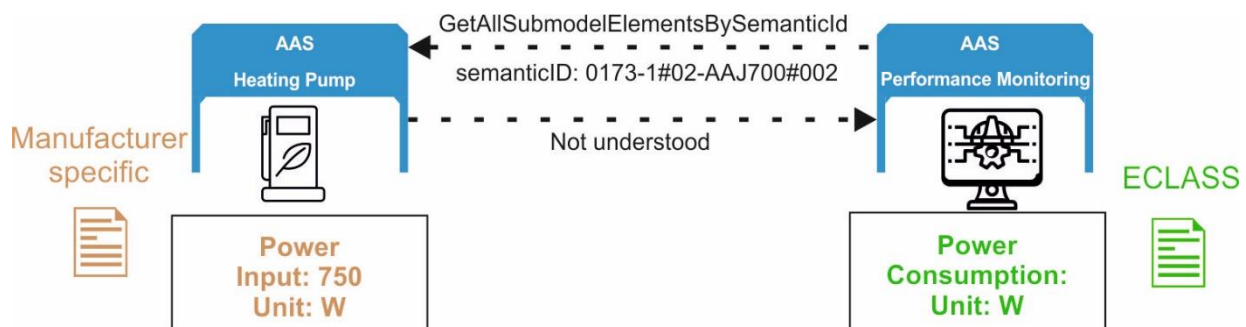 GetAllSubmodelElementsBySemanticId
AAS
Heating Pump
semanticID: 0173-1#02-AAJ700#002
AAS
Performance Monitoring
Not understood
Manufacturer
specific
ECLASS
Power
Input: 750
Unit: W
Power
Consumption:
Unit: W